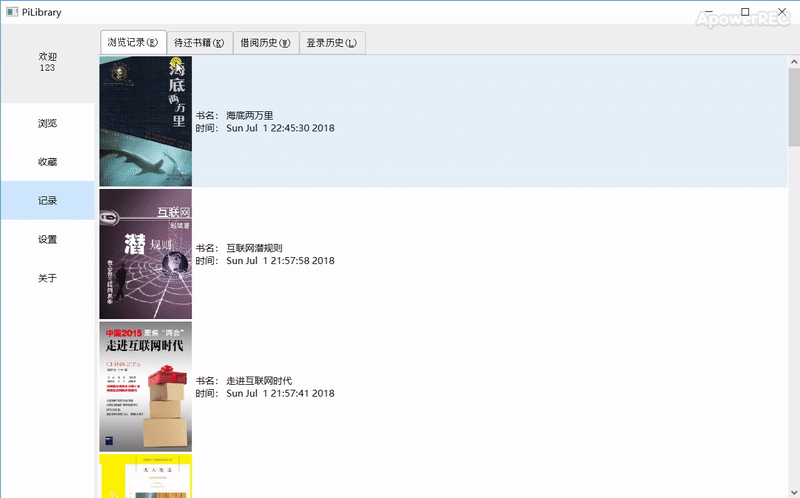 PiLibrary
ApowerREC
欢迎
123
浏览
收藏
记录
设置
关于
浏览记录(E)
待还书籍(K)
借阅历史(W)
登录历史(L)
海底两万里
书名： 海底两万里
时间： Sun Jul 1 22:45:30 2018
互联网
潜规则
书名： 互联网潜规则
时间： Sun Jul 1 21:57:58 2018
中国2015 聚焦“两会”
走进互联网时代
CHINA 2015
书名： 走进互联网时代
时间： Sun Jul 1 21:57:41 2018